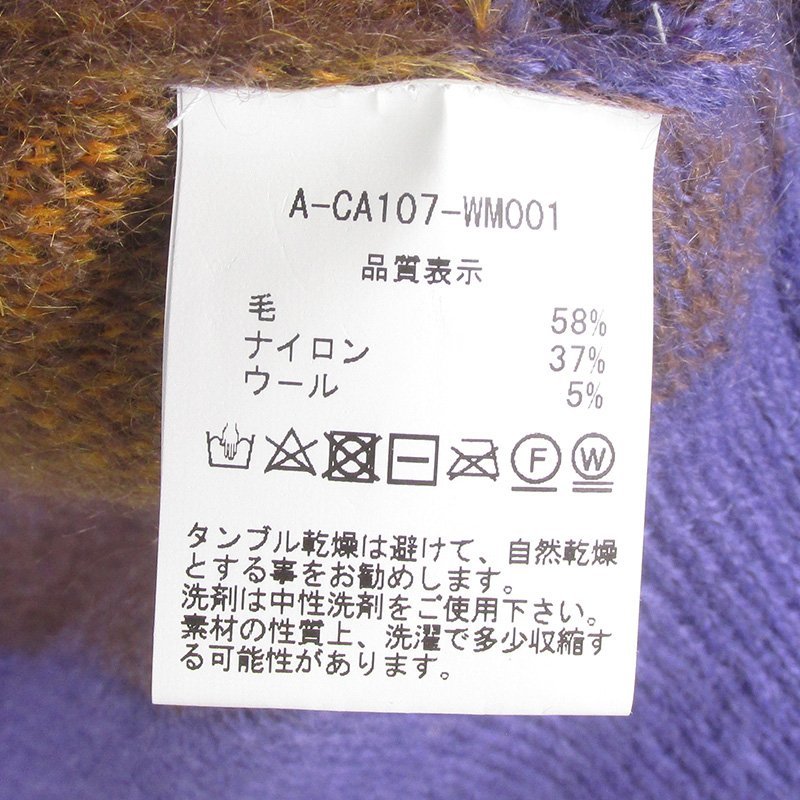 A-CA107-WM001
品質表示
毛 58%
ナイロン 37%
ウール 5%
F W
タンブル乾燥は避けて、自然乾燥
とする事をお勧めします。
洗剤は中性洗剤をご使用下さい。
素材の性質上、洗濯で多少収縮す
る可能性があります。